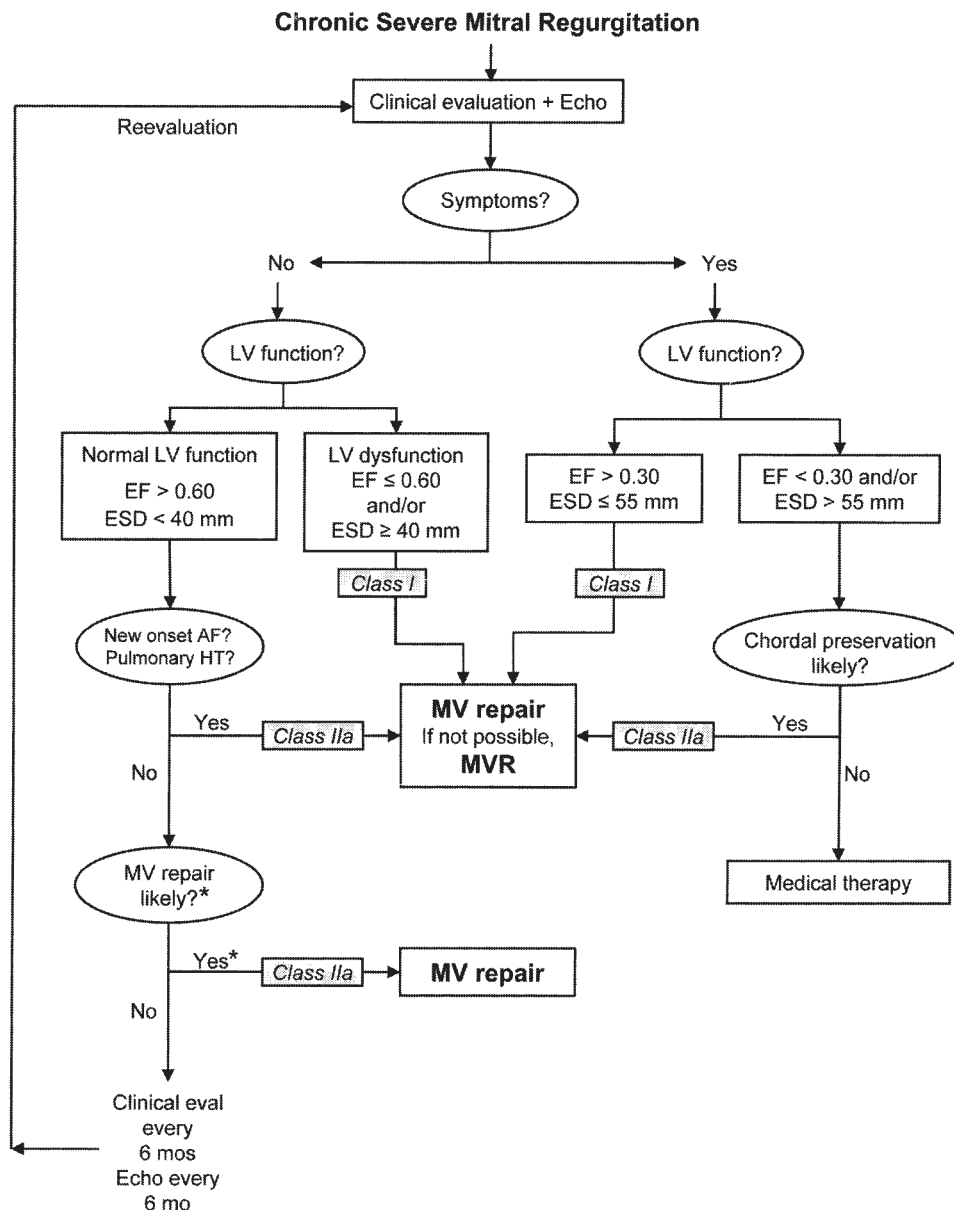 Chronic Severe Mitral Regurgitation
Clinical evaluation + Echo
Reevaluation
Symptoms?
No
Yes
LV function?
LV function?
Normal LV function
EF > 0.60
ESD < 40 mm
LV dysfunction
EF ≤ 0.60
and/or
ESD ≥ 40 mm
EF > 0.30
ESD ≤ 55 mm
EF < 0.30 and/or
ESD > 55 mm
Class I
Class I
New onset AF?
Pulmonary HT?
Chordal preservation
likely?
MV repair
If not possible,
MVR
Yes
Class IIa
Class IIa
Yes
No
No
MV repair
likely?*
Medical therapy
Yes*
Class IIa
MV repair
No
Clinical eval
every
6 mos
Echo every
6 mo